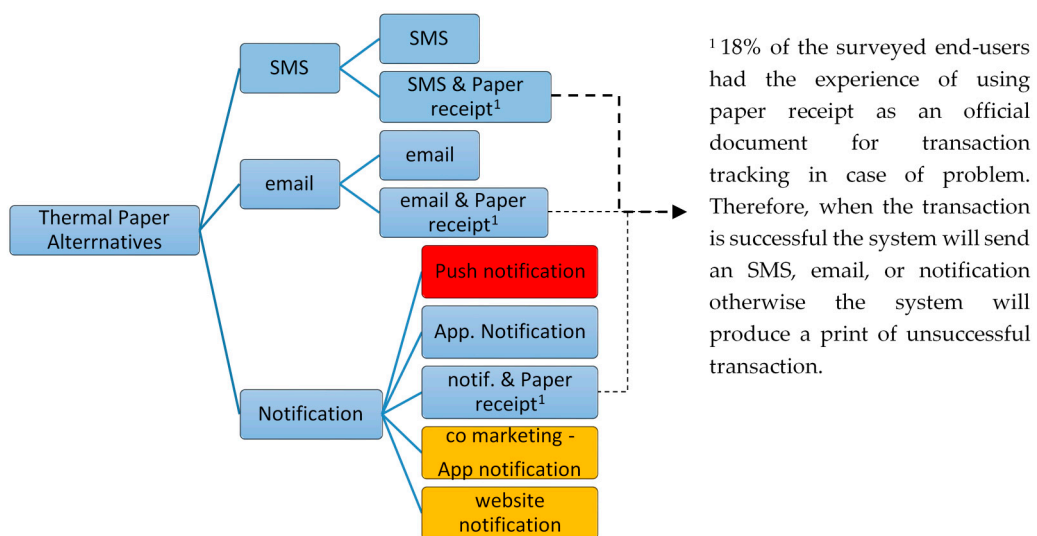 Thermal Paper
Alterrnatives
SMS
email
Notification
SMS
SMS & Paper
receipt¹
email
email & Paper
receipt¹
Push notification
App. Notification
notif. & Paper
receipt¹
co marketing -
App notification
website
notification
¹ 18% of the surveyed end-users
had the experience of using
paper receipt as an official
document for transaction
tracking in case of problem.
Therefore, when the transaction
is successful the system will send
an SMS, email, or notification
otherwise the system will
produce a print of unsuccessful
transaction.